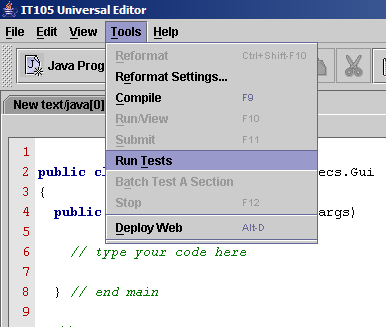 IT105 Universal Editor
File Edit View Tools Help
Java Prog
New text/java[0]
Reformat Ctrl+Shift-F10
Reformat Settings...
Compile F9
Run/View F10
Submit F11
Run Tests
Batch Test A Section
Stop F12
Deploy Web Alt-D
1
2 public cl ecs.Gui
3 {
4 pub args)
5
6 // type your code here
7
8 } // end main
9